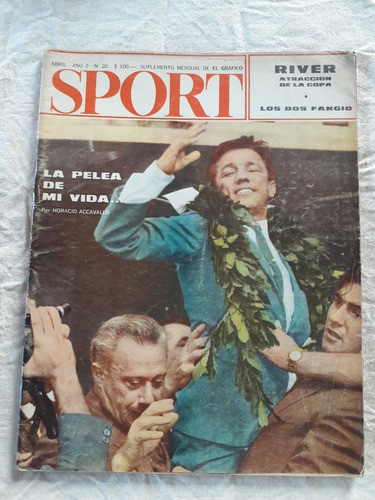 ABRIL - AÑO 2 - Nº 20 - $ 100.— SUPLEMENTO MENSUAL DE EL GRAFICO
SPORT
RIVER
ATRACCION
DE LA COPA
•
LOS DOS FANGIO
LA PELEA
DE
MI VIDA...
Por HORACIO ACCAVALLO